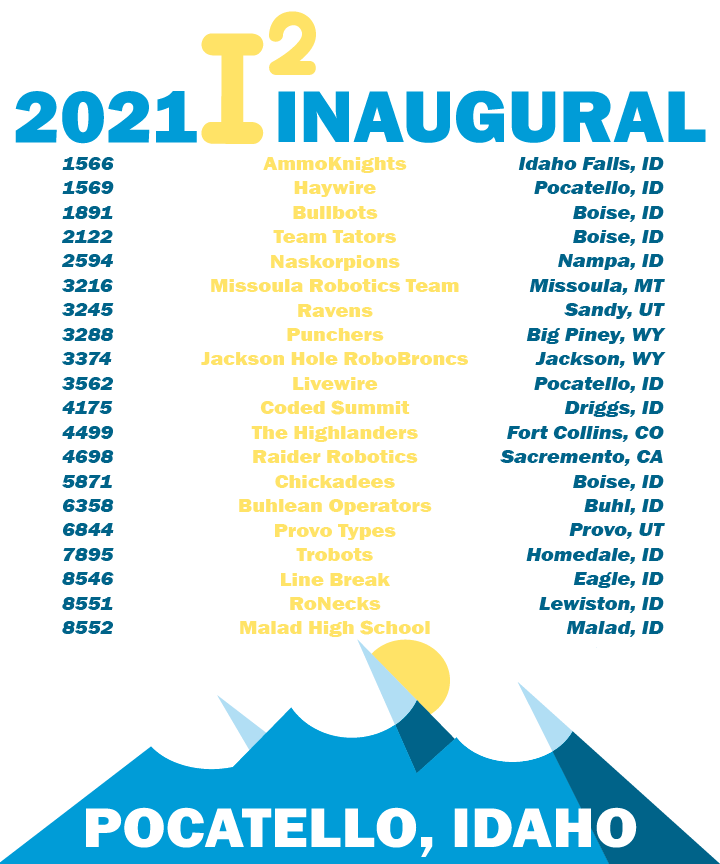 2021 I² INAUGURAL
1566 AmmoKnights Idaho Falls, ID
1569 Haywire Pocatello, ID
1891 Bullbots Boise, ID
2122 Team Tators Boise, ID
2594 Naskorpions Nampa, ID
3216 Missoula Robotics Team Missoula, MT
3245 Ravens Sandy, UT
3288 Punchers Big Piney, WY
3374 Jackson Hole RoboBroncs Jackson, WY
3562 Livewire Pocatello, ID
4175 Coded Summit Driggs, ID
4499 The Highlanders Fort Collins, CO
4698 Raider Robotics Sacremento, CA
5871 Chickadees Boise, ID
6358 Buhlean Operators Buhl, ID
6844 Provo Types Provo, UT
7895 Trobots Homedale, ID
8546 Line Break Eagle, ID
8551 RoNecks Lewiston, ID
8552 Malad High School Malad, ID
POCATELLO, IDAHO